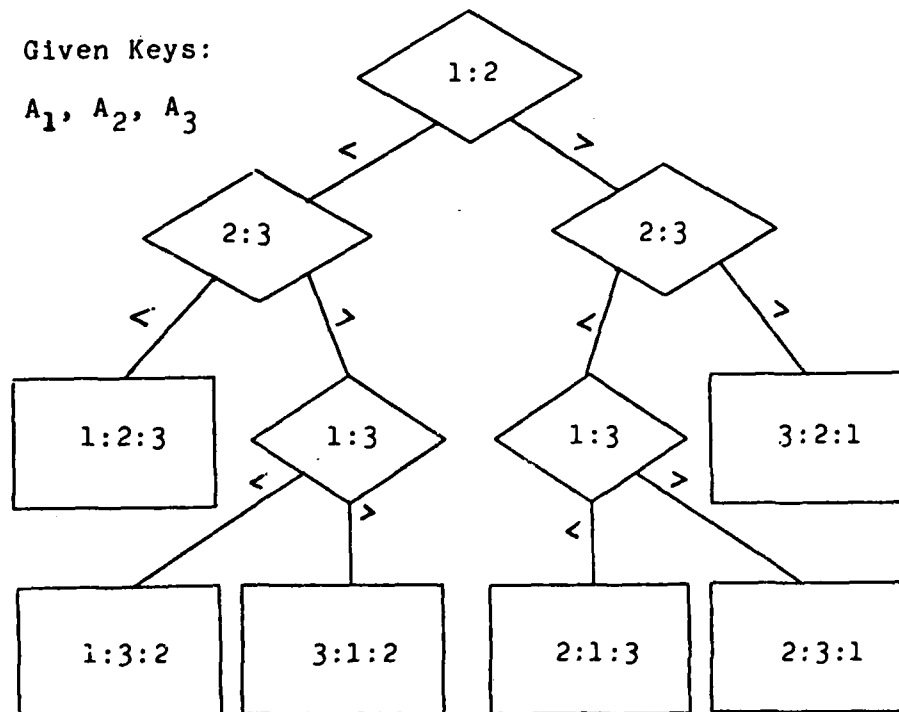 Given Keys:
A1, A2, A3
1:2
< >
2:3 2:3
< > < >
1:2:3 1:3 1:3 3:2:1
< > < >
1:3:2 3:1:2 2:1:3 2:3:1